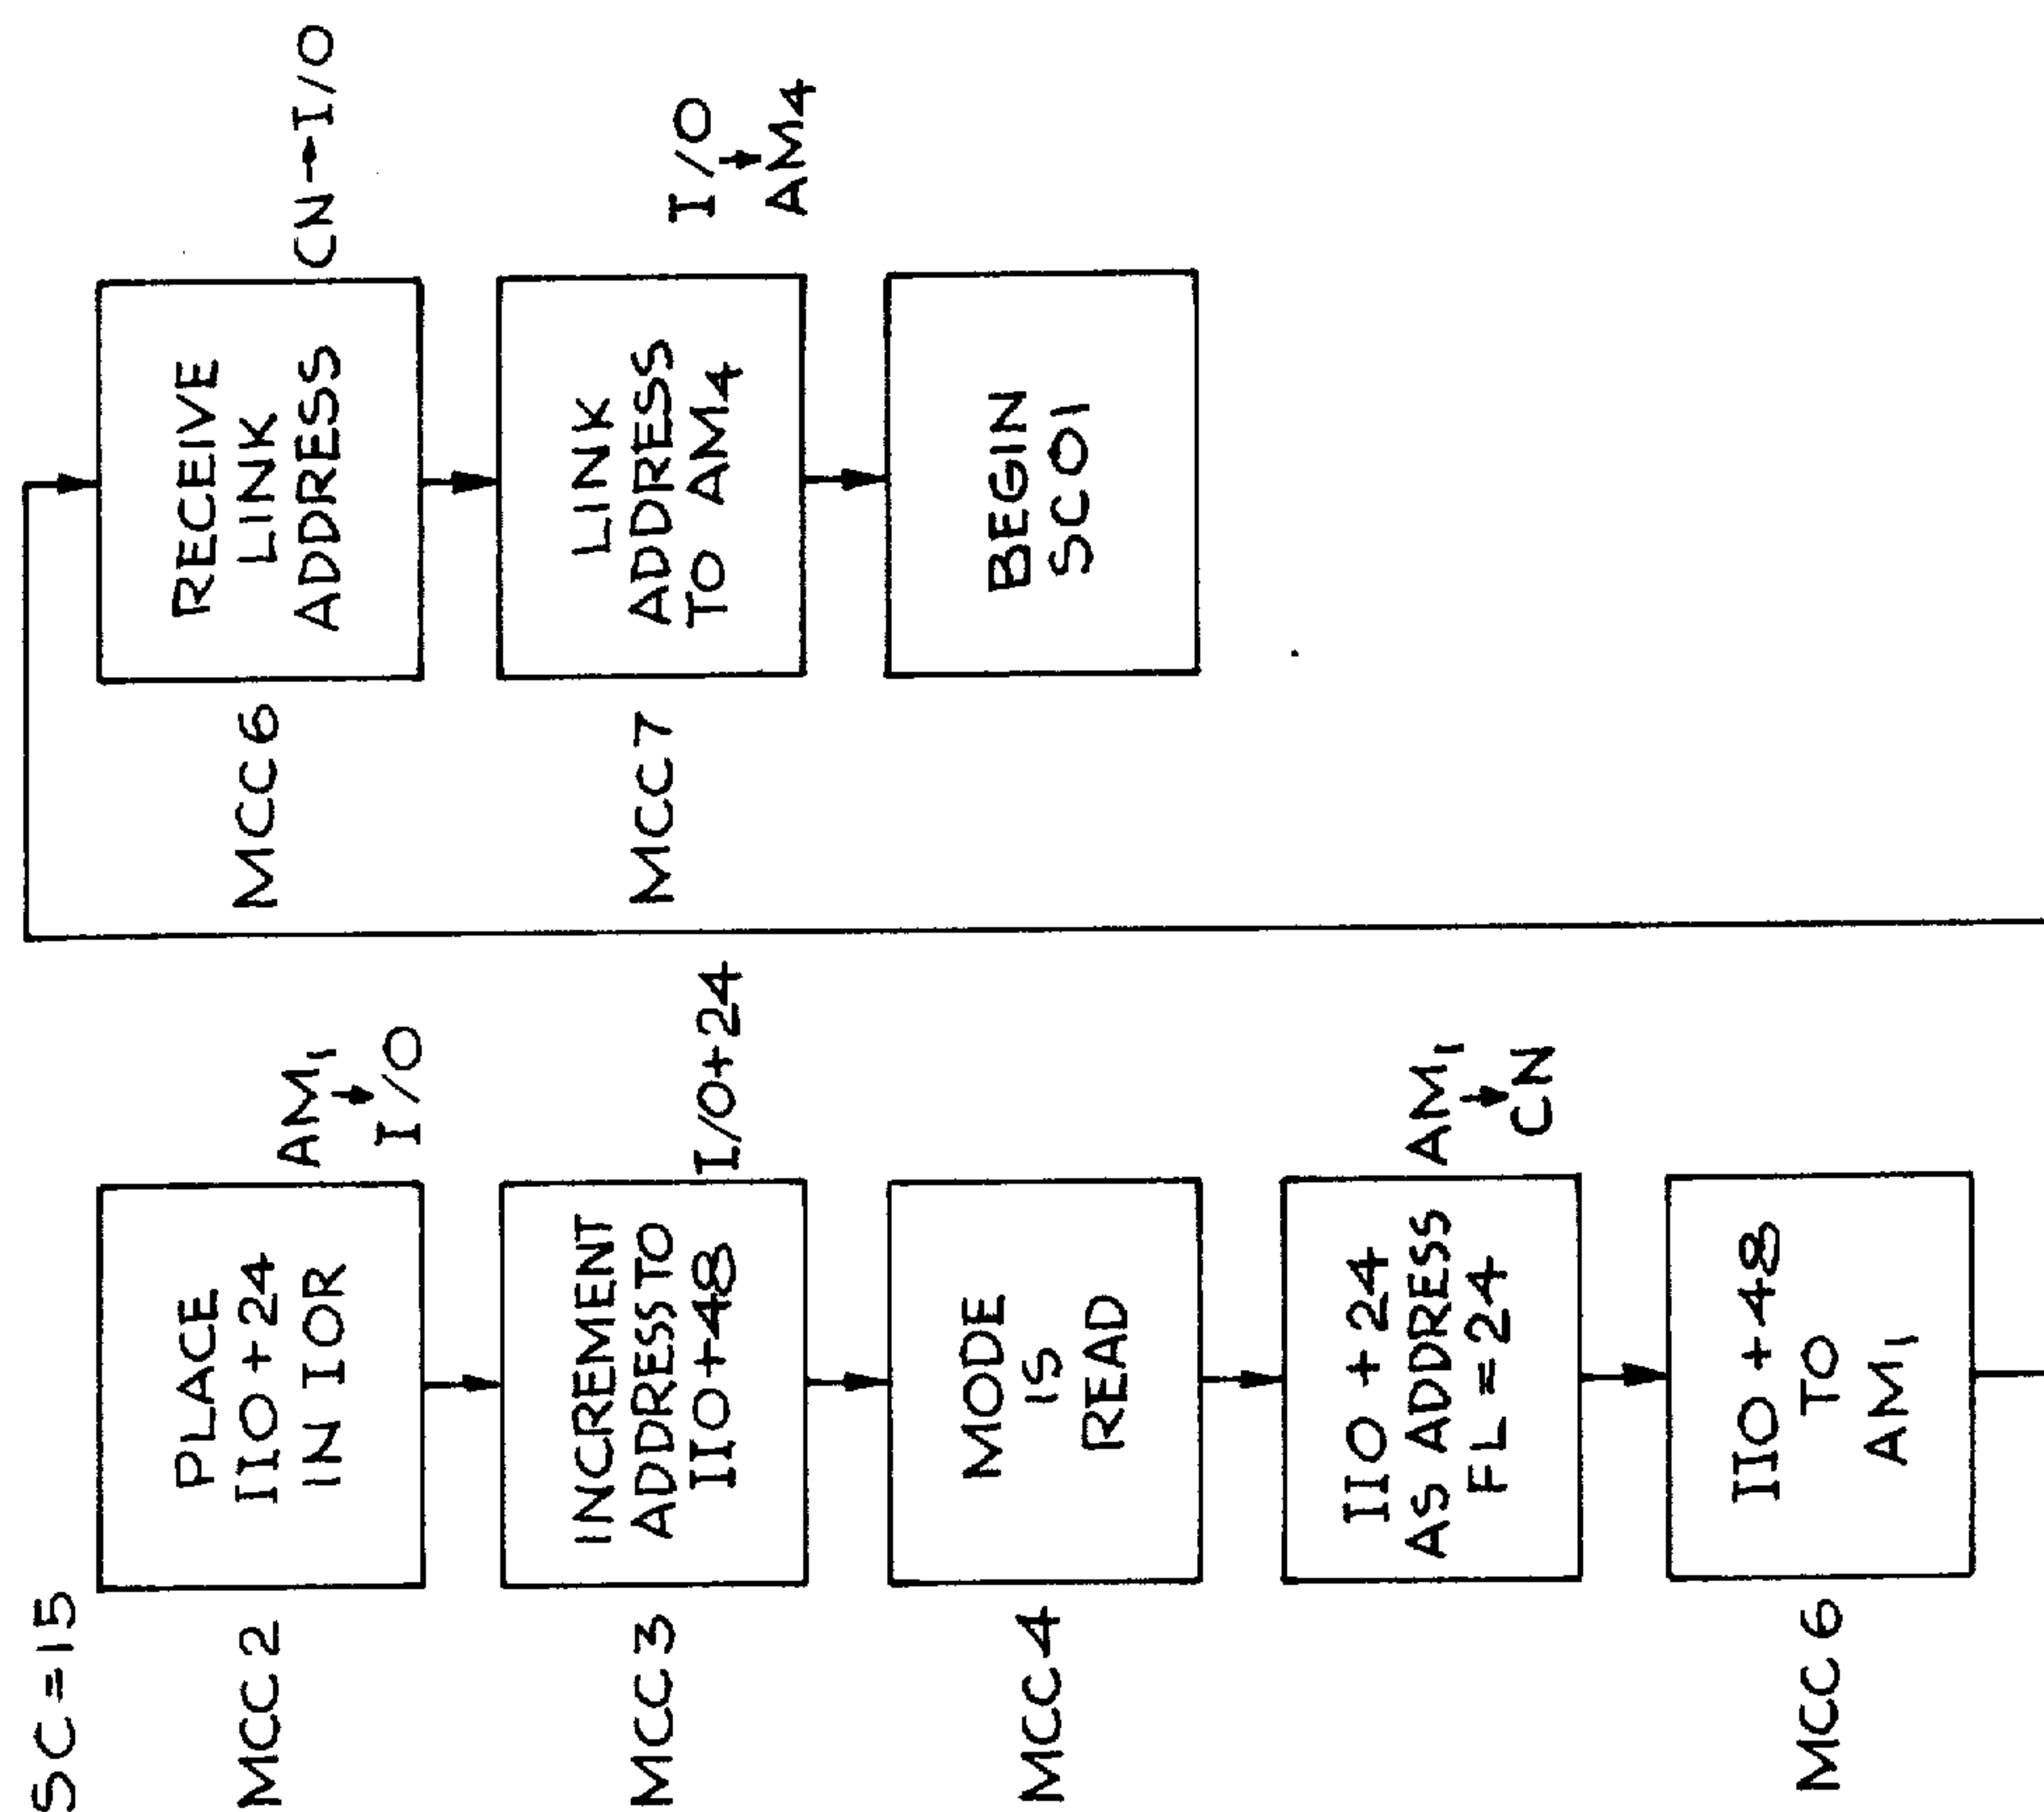 SC=15
MCC2
PLACE
IIO+24
IN IOR
AM1
I/O
MCC3
INCREMENT
ADDRESS TO
IIO+48
I/O+24
MCC4
MODE
IS
READ
IIO +24
AS ADDRESS
FL =24
AM1
CN
MCC6
IIO +48
TO
AM1
MCC6
RECEIVE
LINK
ADDRESS
CN→I/O
MCC7
LINK
ADDRESS
TO AM4
I/O
AM4
BEGIN
SC01